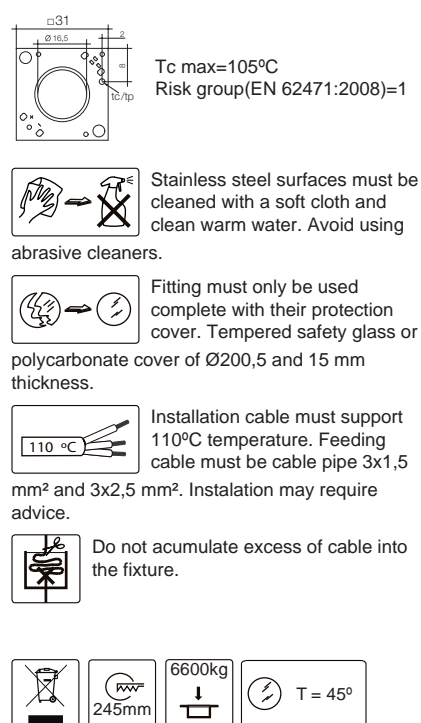 □31
Ø 16,5
2
8
tc/tp
Tc max=105ºC
Risk group(EN 62471:2008)=1
Stainless steel surfaces must be
cleaned with a soft cloth and
clean warm water. Avoid using
abrasive cleaners.
Fitting must only be used
complete with their protection
cover. Tempered safety glass or
polycarbonate cover of Ø200,5 and 15 mm
thickness.
110 ºC
Installation cable must support
110ºC temperature. Feeding
cable must be cable pipe 3x1,5
mm² and 3x2,5 mm². Instalation may require
advice.
Do not acumulate excess of cable into
the fixture.
245mm
6600kg
T = 45º